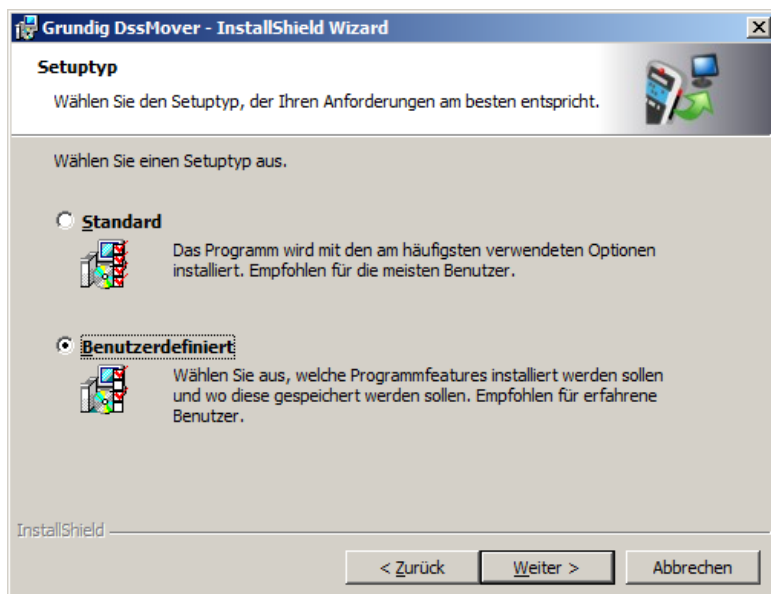 Grundig DssMover - InstallShield Wizard
Setuptyp
Wählen Sie den Setuptyp, der Ihren Anforderungen am besten entspricht.
Wählen Sie einen Setuptyp aus.
Standard
Das Programm wird mit den am häufigsten verwendeten Optionen
installiert. Empfohlen für die meisten Benutzer.
Benutzerdefiniert
Wählen Sie aus, welche Programmfeatures installiert werden sollen
und wo diese gespeichert werden sollen. Empfohlen für erfahrene
Benutzer.
InstallShield
< Zurück
Weiter >
Abbrechen